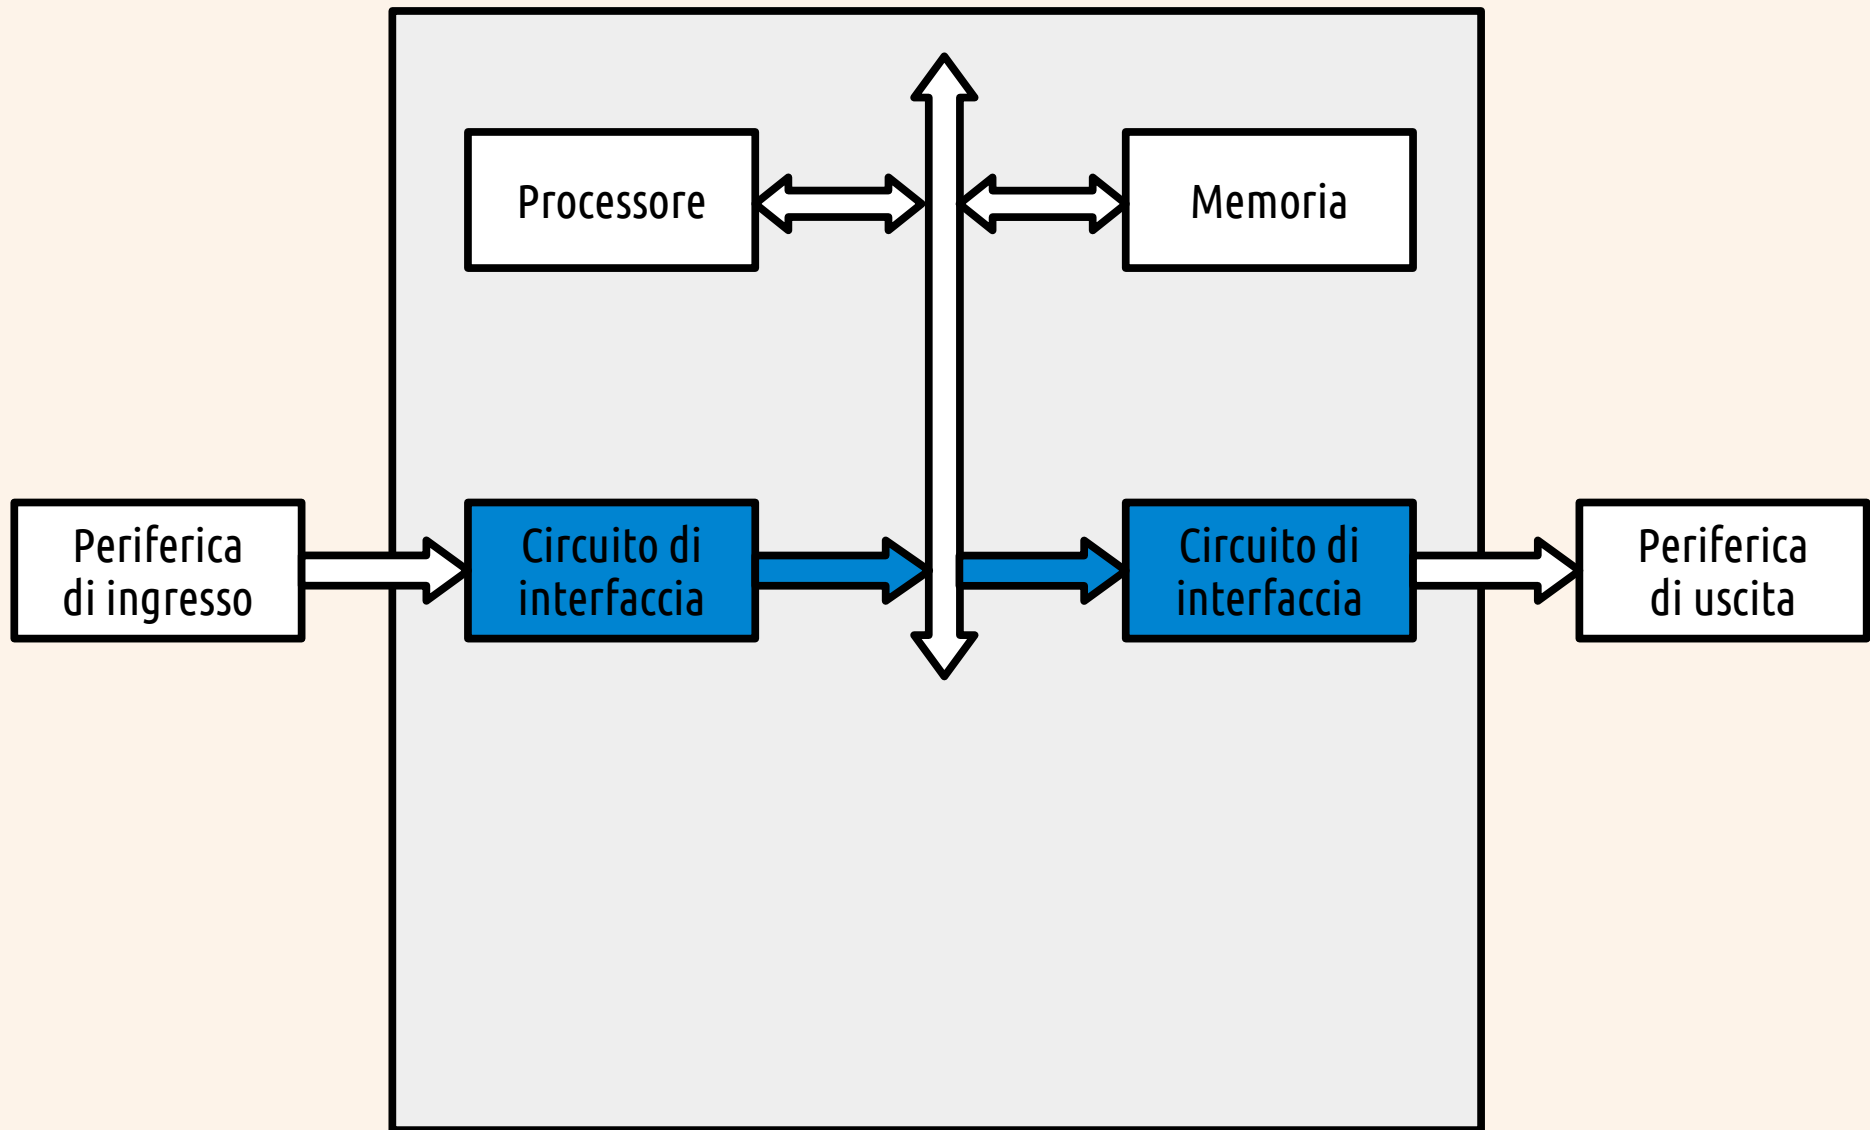 Processore
Memoria
Periferica
di ingresso
Circuito di
interfaccia
Circuito di
interfaccia
Periferica
di uscita